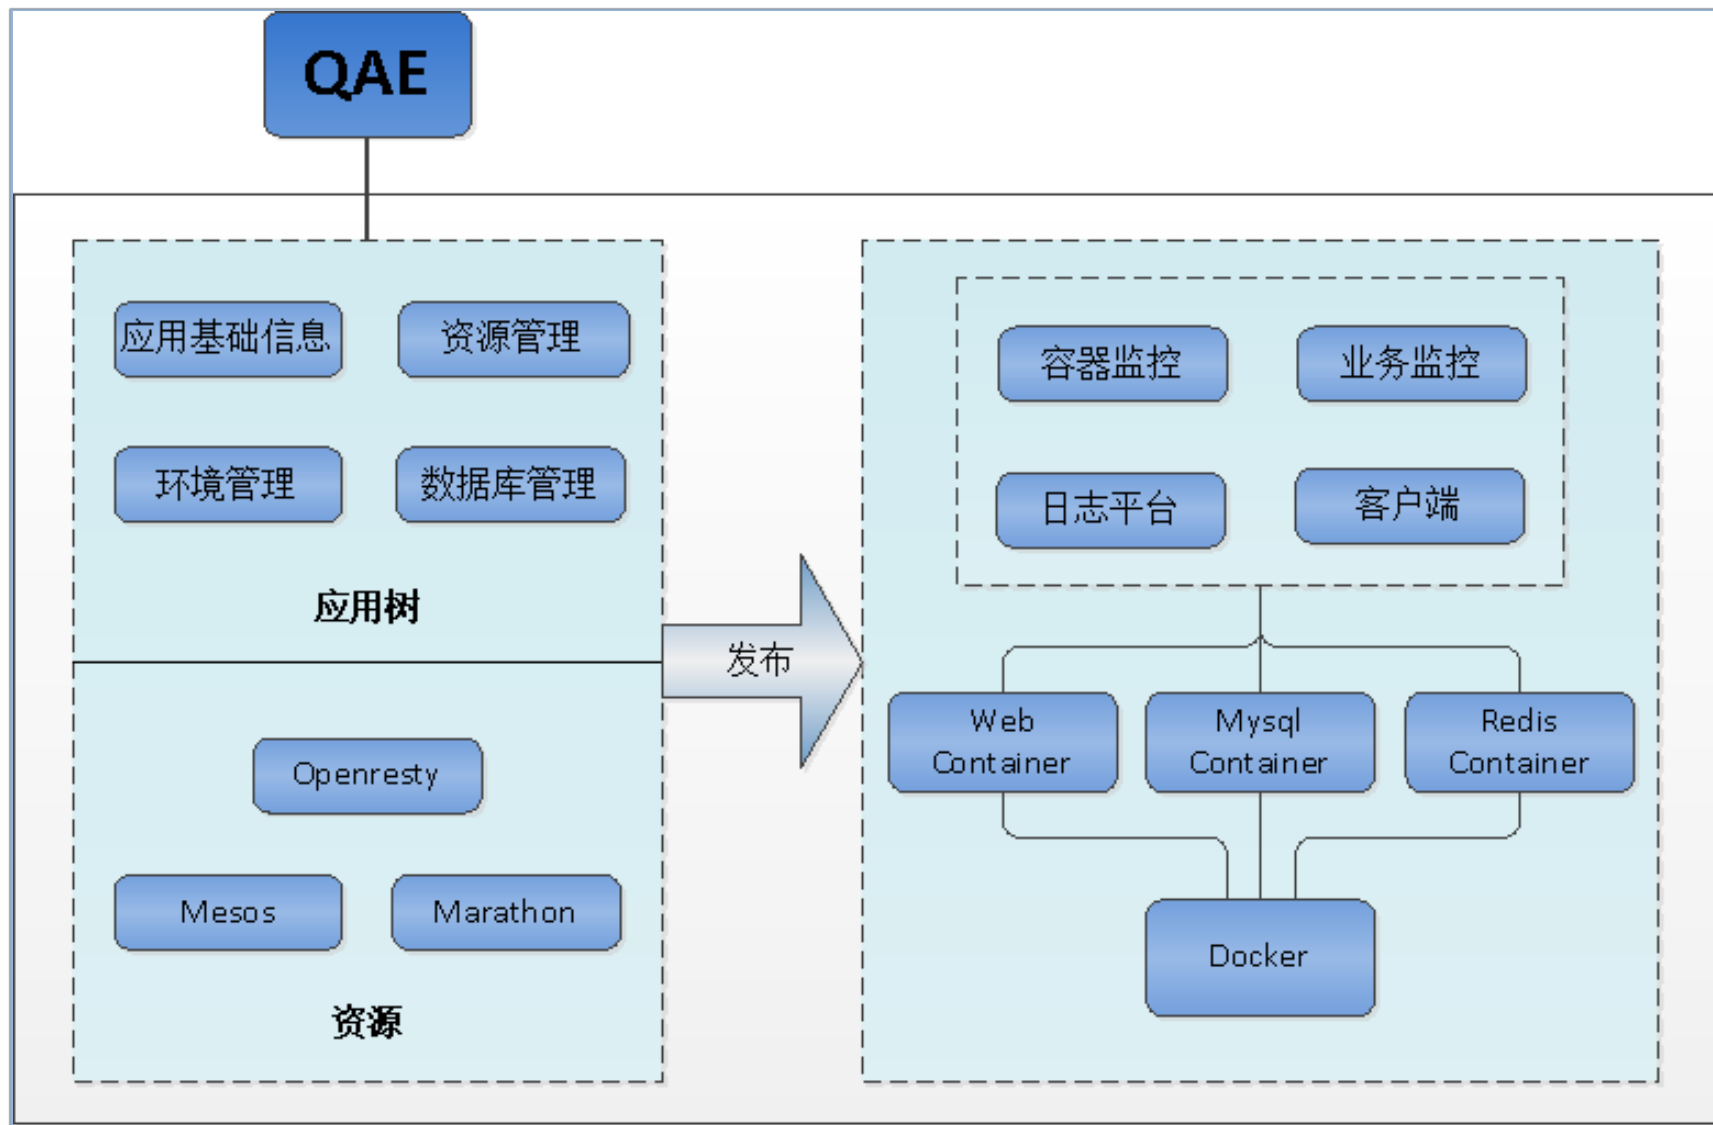 QAE
应用基础信息
资源管理
环境管理
数据库管理
应用树
Openresty
Mesos
Marathon
资源
发布
容器监控
业务监控
日志平台
客户端
Web
Container
Mysql
Container
Redis
Container
Docker